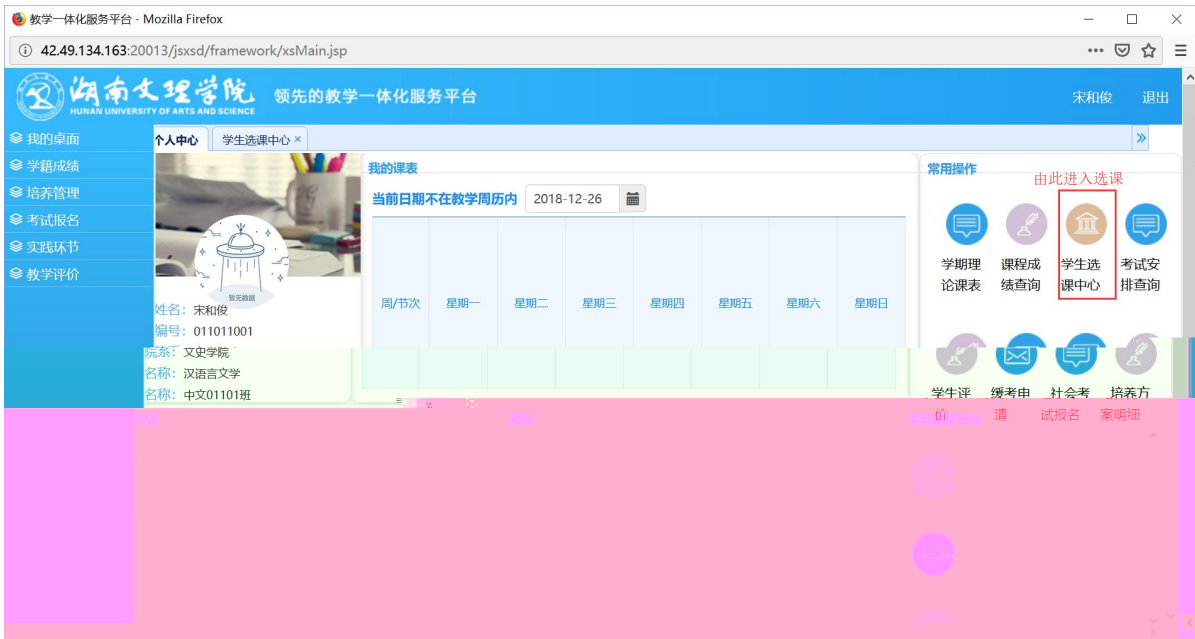 教学一体化服务平台 - Mozilla Firefox
42.49.134.163:20013/jsxsd/framework/xsMain.jsp
湖南文理学院
HUNAN UNIVERSITY OF ARTS AND SCIENCE
领先的教学一体化服务平台
宋和俊 退出
我的桌面
学籍成绩
培养管理
考试报名
实践环节
教学评价
个人中心 学生选课中心
暂无数据
姓名：宋和俊
编号：011011001
院系：文史学院
名称：汉语言文学
名称：中文01101班
我的课表
当前日期不在教学周历内 2018-12-26
周/节次 星期一 星期二 星期三 星期四 星期五 星期六 星期日
常用操作
由此进入选课
学期理论课表
课程成绩查询
学生选课中心
考试安排查询
学生评价
缓考申请
社会考试报名
培养方案明细